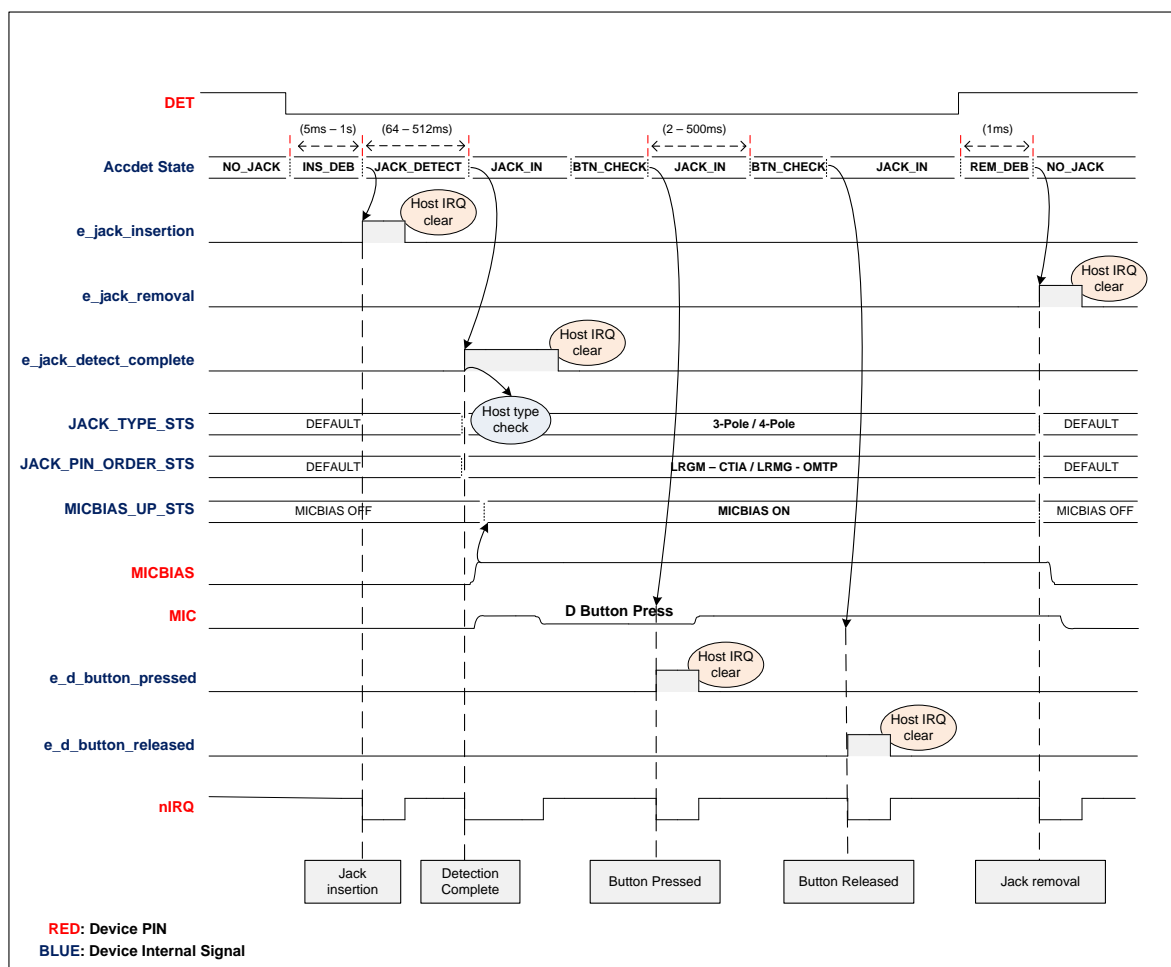 DET
(5ms – 1s) (64 – 512ms) (2 – 500ms) (1ms)
Accdet State NO_JACK INS_DEB JACK_DETECT JACK_IN BTN_CHECK JACK_IN BTN_CHECK JACK_IN REM_DEB NO_JACK
Host IRQ
clear
e_jack_insertion
Host IRQ
clear
e_jack_removal
Host IRQ
clear
e_jack_detect_complete
Host type
check
JACK_TYPE_STS DEFAULT 3-Pole / 4-Pole DEFAULT
JACK_PIN_ORDER_STS DEFAULT LRGM – CTIA / LRMG - OMTP DEFAULT
MICBIAS_UP_STS MICBIAS OFF MICBIAS ON MICBIAS OFF
MICBIAS
MIC D Button Press
Host IRQ
clear
e_d_button_pressed
Host IRQ
clear
e_d_button_released
nIRQ
Jack
insertion
Detection
Complete
Button Pressed
Button Released
Jack removal
RED: Device PIN
BLUE: Device Internal Signal